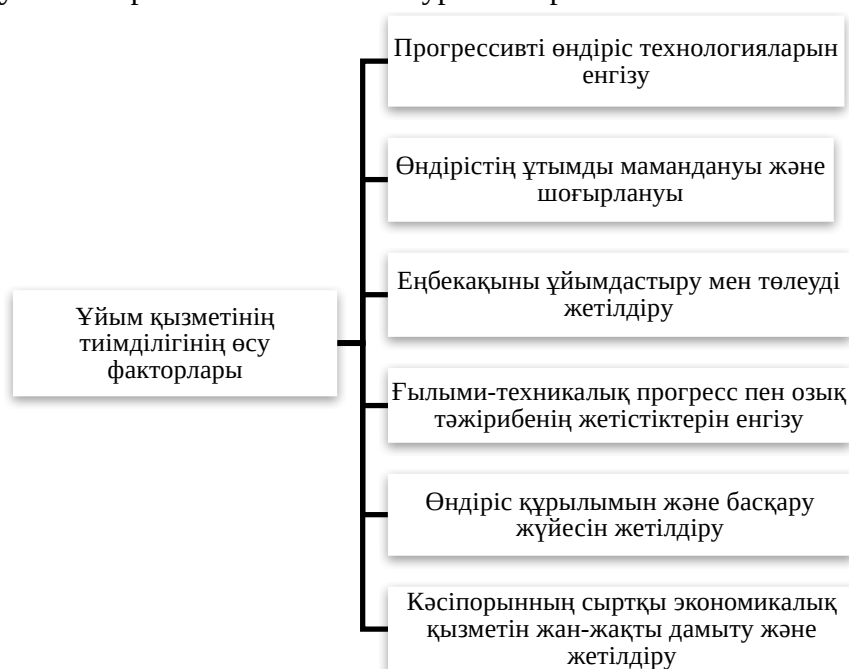 Прогрессивті өндіріс технологияларын
енгізу
Өндірістің ұтымды мамандануы және
шоғырлануы
Еңбекақыны ұйымдастыру мен төлеуді
жетілдіру
Ұйым қызметінің
тиімділігінің өсу
факторлары
Ғылыми-техникалық прогресс пен озық
тәжірибенің жетістіктерін енгізу
Өндіріс құрылымын және басқару
жүйесін жетілдіру
Кәсіпорынның сыртқы экономикалық
қызметін жан-жақты дамыту және
жетілдіру